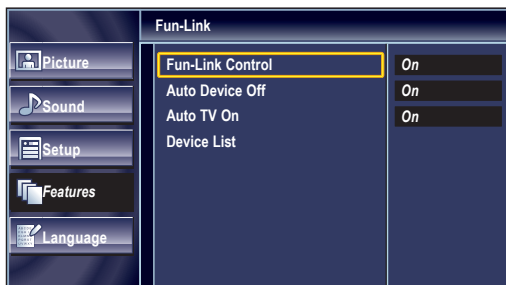 Fun-Link
Picture
Sound
Setup
Features
Language
Fun-Link Control On
Auto Device Off On
Auto TV On On
Device List